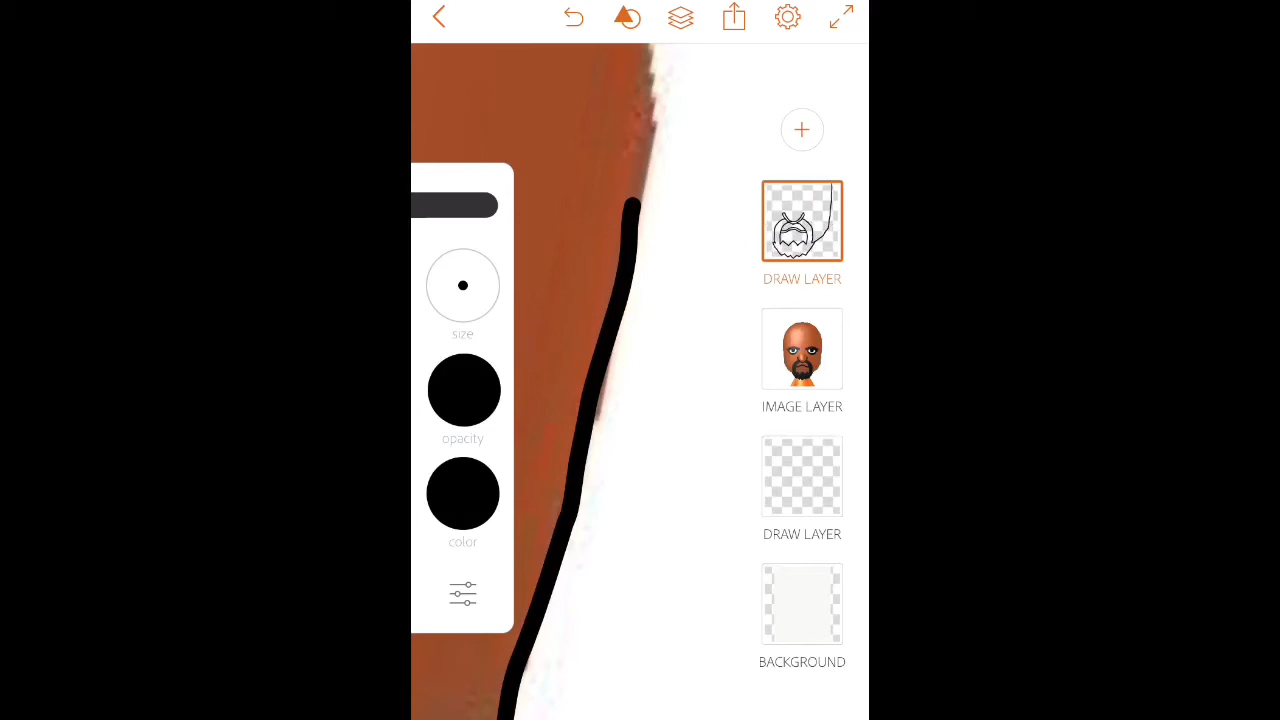 size
opacity
color
DRAW LAYER
IMAGE LAYER
DRAW LAYER
BACKGROUND